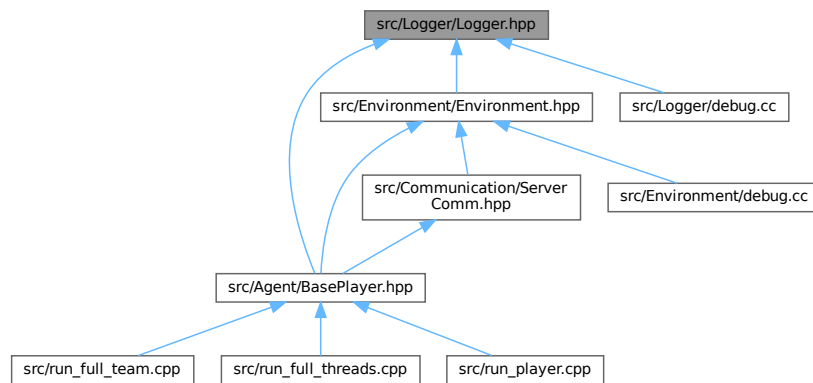 src/Logger/Logger.hpp
src/Environment/Environment.hpp
src/Logger/debug.cc
src/Communication/Server
Comm.hpp
src/Environment/debug.cc
src/Agent/BasePlayer.hpp
src/run_full_team.cpp
src/run_full_threads.cpp
src/run_player.cpp